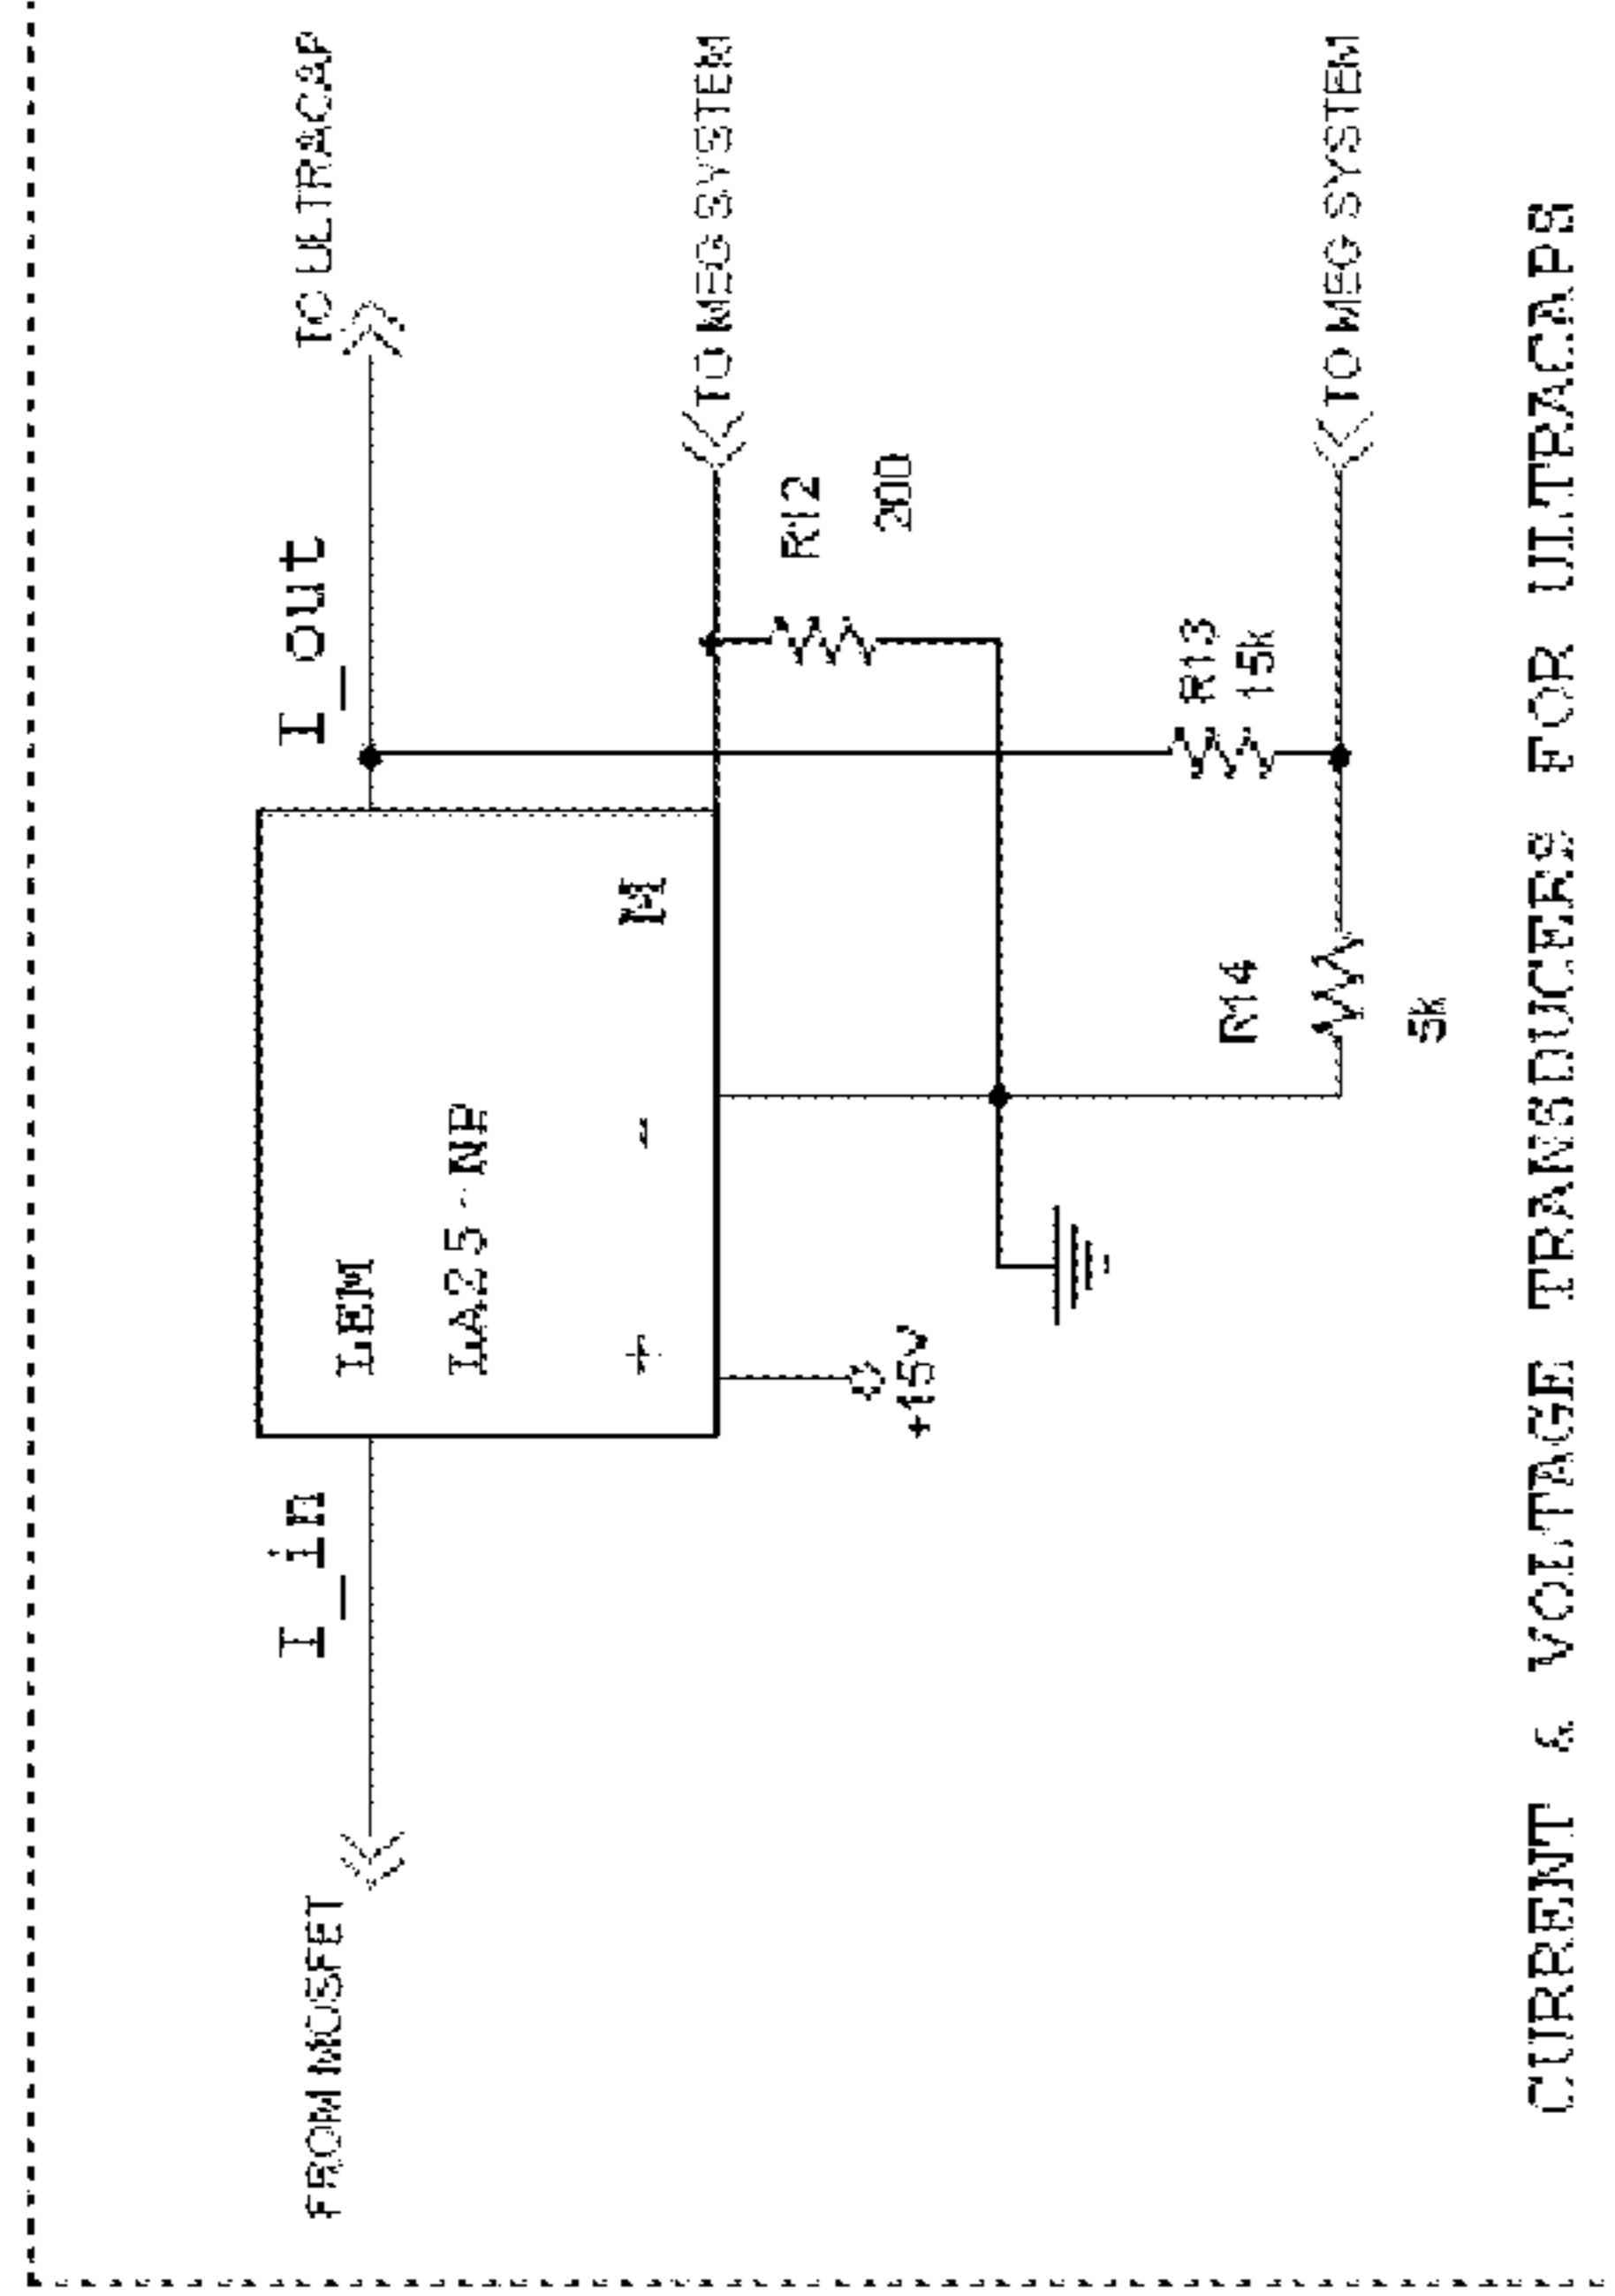 I_in
I_out
FROM MOSFET
TO ULTRACAP
LEM
LA25-NP
+
-
M
TO MEG SYSTEM
R12
200
+15V
R13
15k
R14
5k
TO MEG SYSTEM
CURRENT & VOLTAGE TRANSDUCERS FOR ULTRACAPS